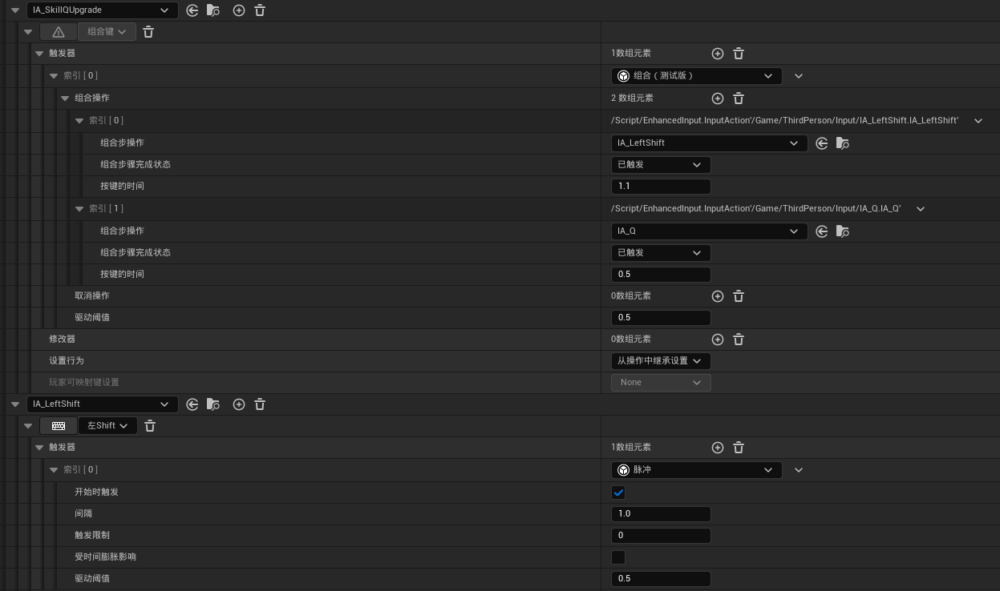 IA_SkillQUpgrade
组合键
触发器 1数组元素
索引 [ 0 ] 组合 ( 测试版 )
组合操作 2 数组元素
索引 [ 0 ] /Script/EnhancedInput.InputAction'/Game/ThirdPerson/Input/IA_LeftShift.IA_LeftShift'
组合步操作 IA_LeftShift
组合步骤完成状态 已触发
按键的时间 1.1
索引 [ 1 ] /Script/EnhancedInput.InputAction'/Game/ThirdPerson/Input/IA_Q.IA_Q'
组合步操作 IA_Q
组合步骤完成状态 已触发
按键的时间 0.5
取消操作 0数组元素
驱动阈值 0.5
修改器 0数组元素
设置行为 从操作中继承设置
玩家可映射键设置 None
IA_LeftShift
左Shift
触发器 1数组元素
索引 [ 0 ] 脉冲
开始时触发
间隔 1.0
触发限制 0
受时间膨胀影响
驱动阈值 0.5